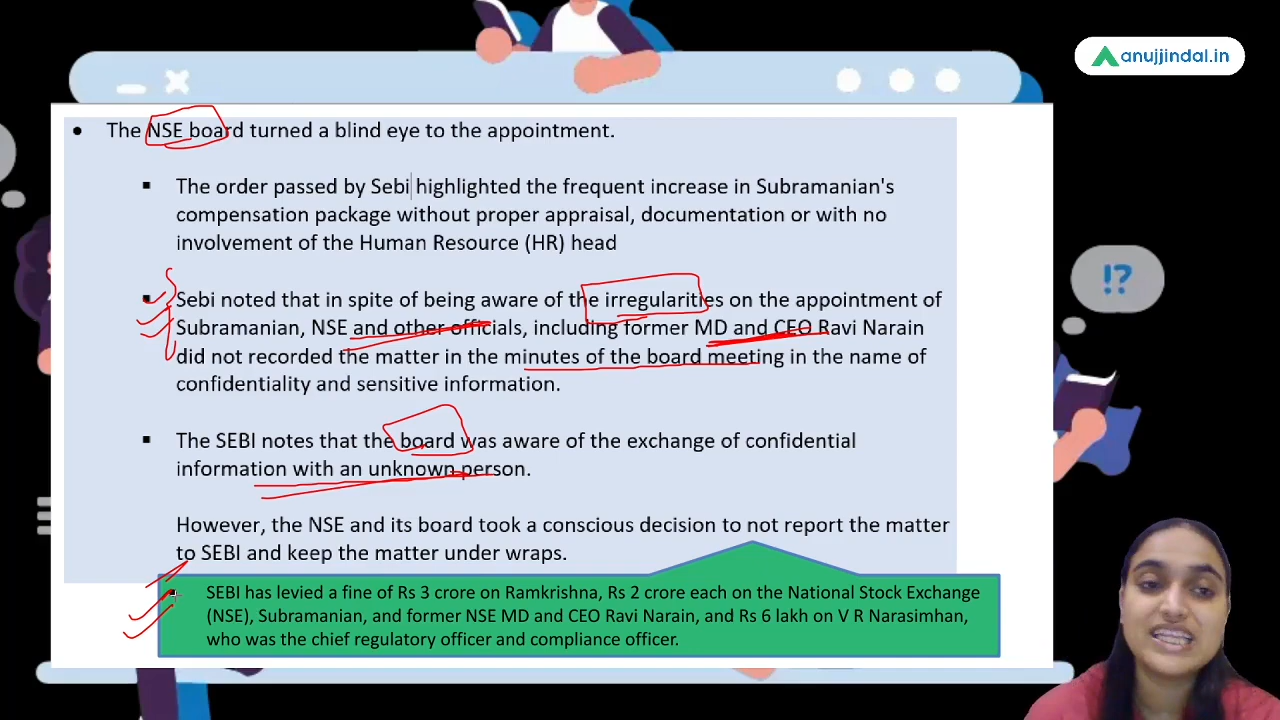 anujjindal.in
• The NSE board turned a blind eye to the appointment.
▪ The order passed by Sebi highlighted the frequent increase in Subramanian's
compensation package without proper appraisal, documentation or with no
involvement of the Human Resource (HR) head
▪ Sebi noted that in spite of being aware of the irregularities on the appointment of
Subramanian, NSE and other officials, including former MD and CEO Ravi Narain
did not recorded the matter in the minutes of the board meeting in the name of
confidentiality and sensitive information.
▪ The SEBI notes that the board was aware of the exchange of confidential
information with an unknown person.
However, the NSE and its board took a conscious decision to not report the matter
to SEBI and keep the matter under wraps.
▪ SEBI has levied a fine of Rs 3 crore on Ramkrishna, Rs 2 crore each on the National Stock Exchange
(NSE), Subramanian, and former NSE MD and CEO Ravi Narain, and Rs 6 lakh on V R Narasimhan,
who was the chief regulatory officer and compliance officer.
!?